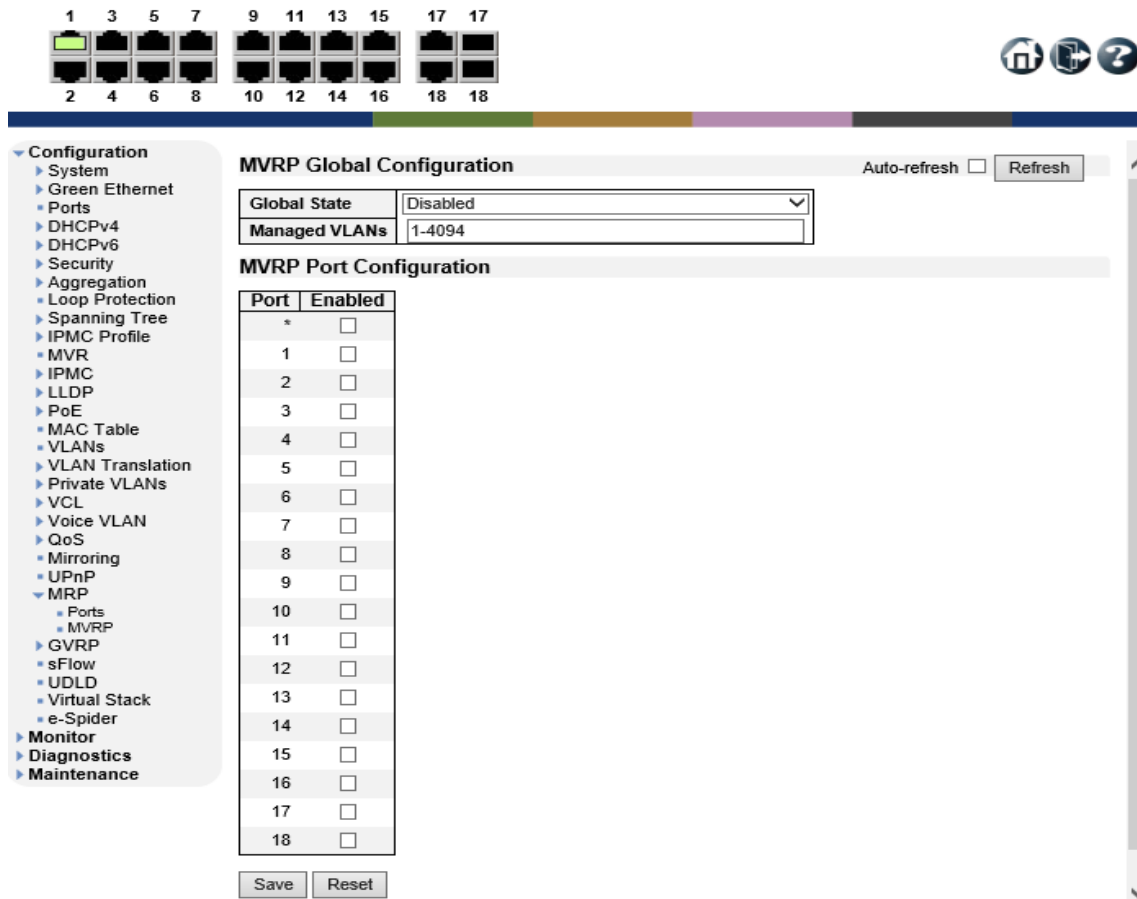 1 3 5 7 9 11 13 15 17 17
2 4 6 8 10 12 14 16 18 18
?
Configuration
System
Green Ethernet
Ports
DHCPv4
DHCPv6
Security
Aggregation
Loop Protection
Spanning Tree
IPMC Profile
MVR
IPMC
LLDP
PoE
MAC Table
VLANs
VLAN Translation
Private VLANs
VCL
Voice VLAN
QoS
Mirroring
UPnP
MRP
Ports
MVRP
GVRP
sFlow
UDLD
Virtual Stack
e-Spider
Monitor
Diagnostics
Maintenance
MVRP Global Configuration
Auto-refresh Refresh
Global State Disabled
Managed VLANs 1-4094
MVRP Port Configuration
Port Enabled
*
1
2
3
4
5
6
7
8
9
10
11
12
13
14
15
16
17
18
Save Reset